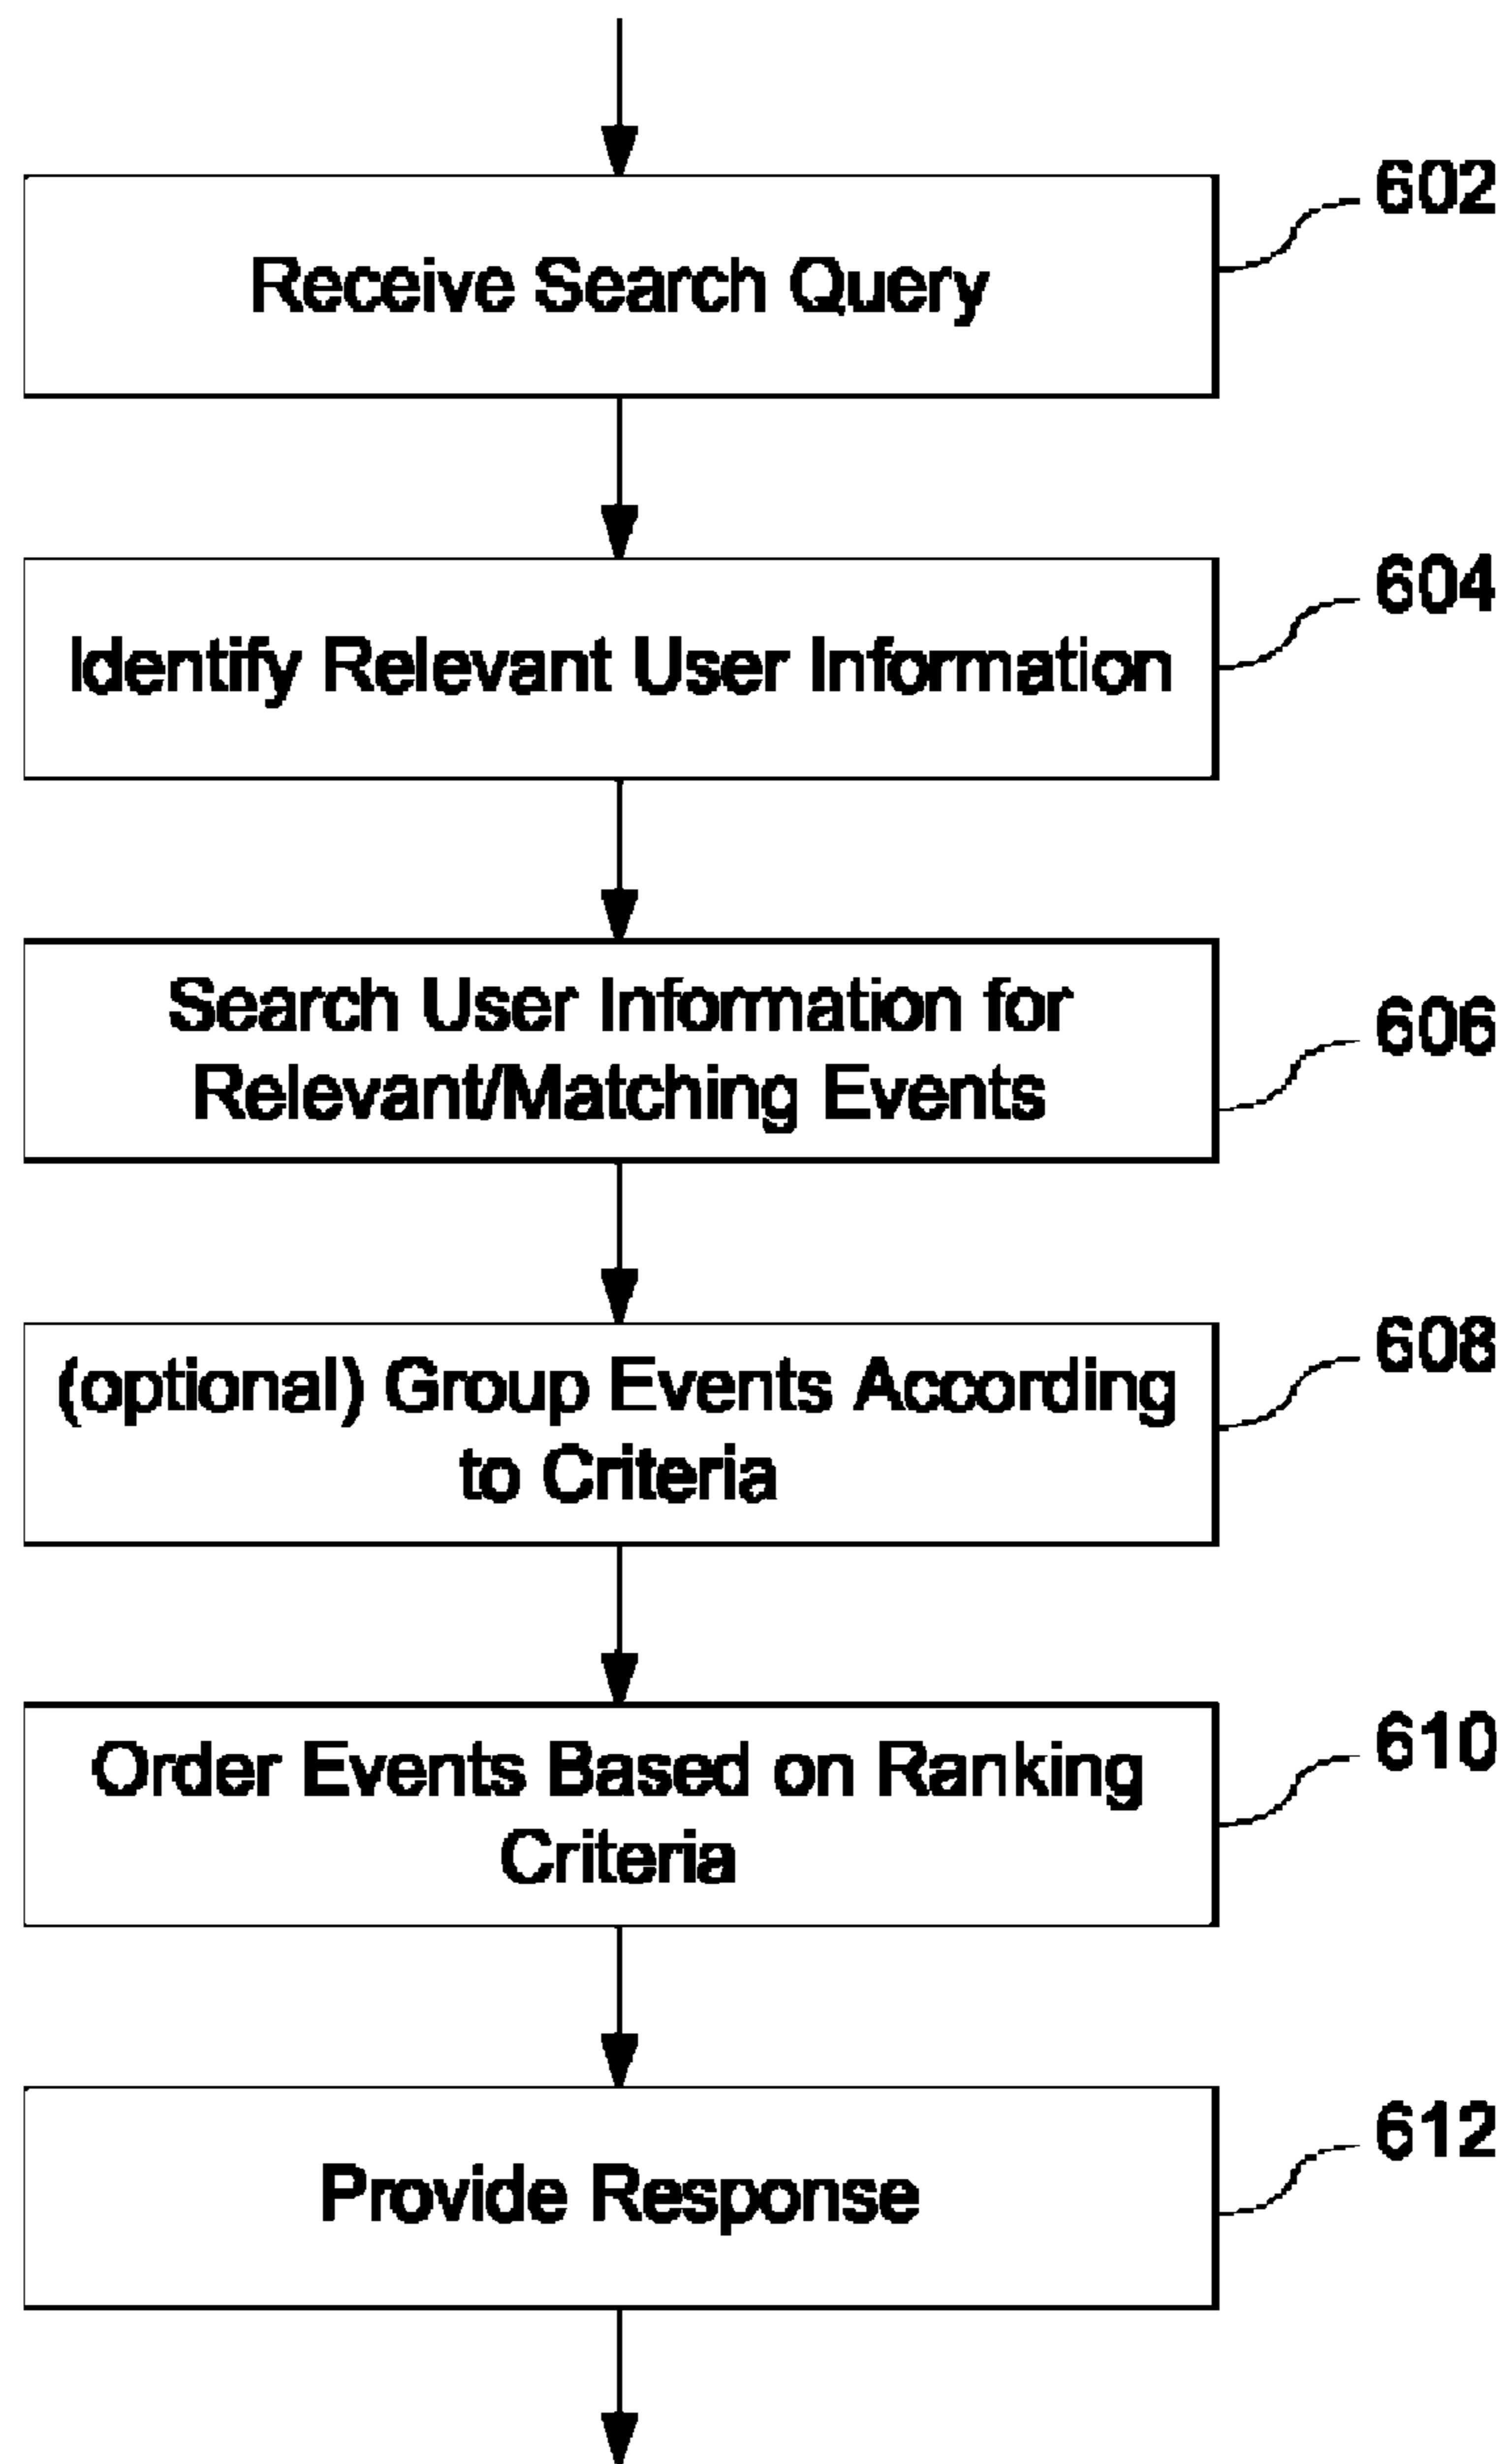 602
Receive Search Query
604
Identify Relevant User Information
Search User Information for
606
Relevant/Matching Events
608
(optional) Group Events According
to Criteria
610
Order Events Based on Ranking
Criteria
612
Provide Response